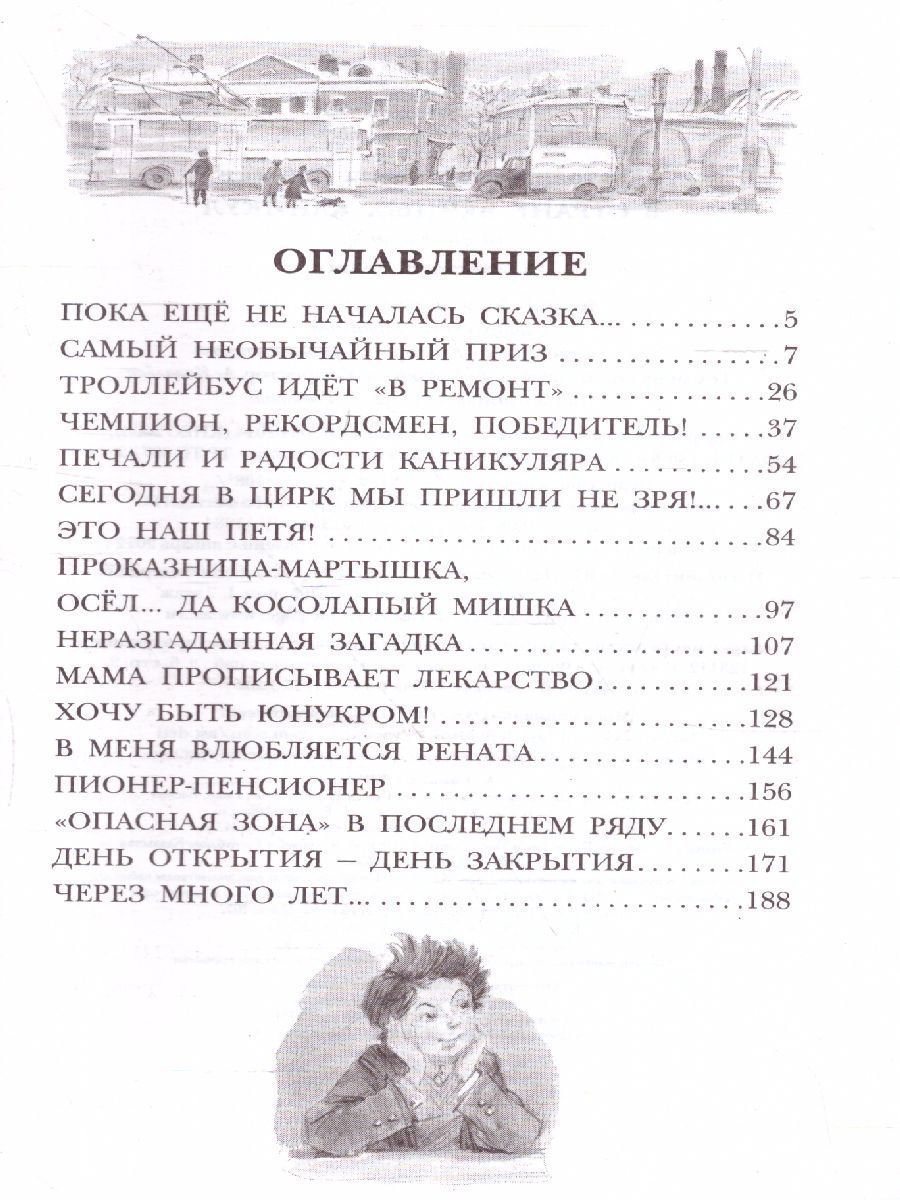 ОГЛАВЛЕНИЕ
ПОКА ЕЩЁ НЕ НАЧАЛАСЬ СКАЗКА... ............5
САМЫЙ НЕОБЫЧАЙНЫЙ ПРИЗ ................7
ТРОЛЛЕЙБУС ИДЁТ «В РЕМОНТ» ..............26
ЧЕМПИОН, РЕКОРДСМЕН, ПОБЕДИТЕЛЬ! .....37
ПЕЧАЛИ И РАДОСТИ КАНИКУЛЯРА ...........54
СЕГОДНЯ В ЦИРК МЫ ПРИШЛИ НЕ ЗРЯ!.. ....67
ЭТО НАШ ПЕТЯ! ...............................84
ПРОКАЗНИЦА-МАРТЫШКА,
ОСЁЛ... ДА КОСОЛАПЫЙ МИШКА .............97
НЕРАЗГАДАННАЯ ЗАГАДКА ....................107
МАМА ПРОПИСЫВАЕТ ЛЕКАРСТВО ...........121
ХОЧУ БЫТЬ ЮНУКРОМ! ......................128
В МЕНЯ ВЛЮБЛЯЕТСЯ РЕНАТА ...............144
ПИОНЕР-ПЕНСИОНЕР .........................156
«ОПАСНАЯ ЗОНА» В ПОСЛЕДНЕМ РЯДУ ......161
ДЕНЬ ОТКРЫТИЯ – ДЕНЬ ЗАКРЫТИЯ ........171
ЧЕРЕЗ МНОГО ЛЕТ... ..........................188